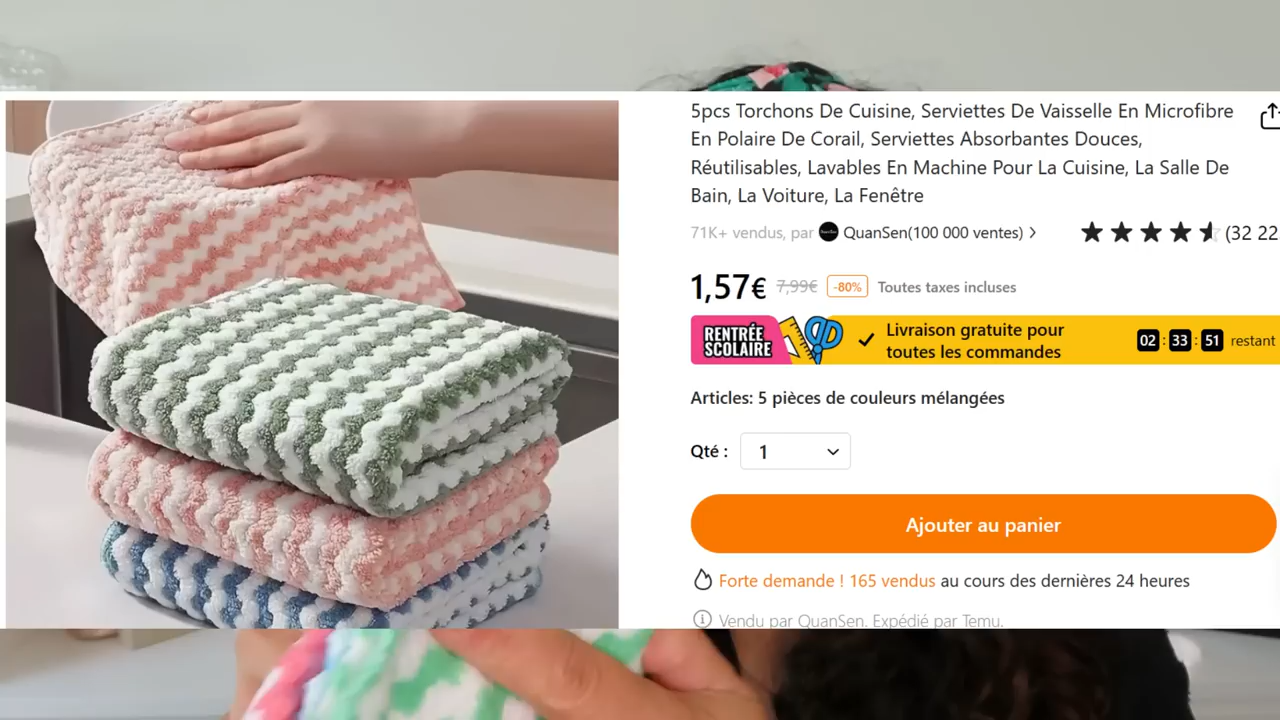 5pcs Torchons De Cuisine, Serviettes De Vaisselle En Microfibre
En Polaire De Corail, Serviettes Absorbantes Douces,
Réutilisables, Lavables En Machine Pour La Cuisine, La Salle De
Bain, La Voiture, La Fenêtre
71K+ vendus, par QuanSen(100 000 ventes) (32 22
1,57€ 7,99€ -80% Toutes taxes incluses
RENTRÉE
SCOLAIRE
Livraison gratuite pour
toutes les commandes
02 : 33 : 51 restant
Articles: 5 pièces de couleurs mélangées
Qté : 1
Ajouter au panier
Forte demande ! 165 vendus au cours des dernières 24 heures
Vendu par QuanSen. Expédié par Temu.